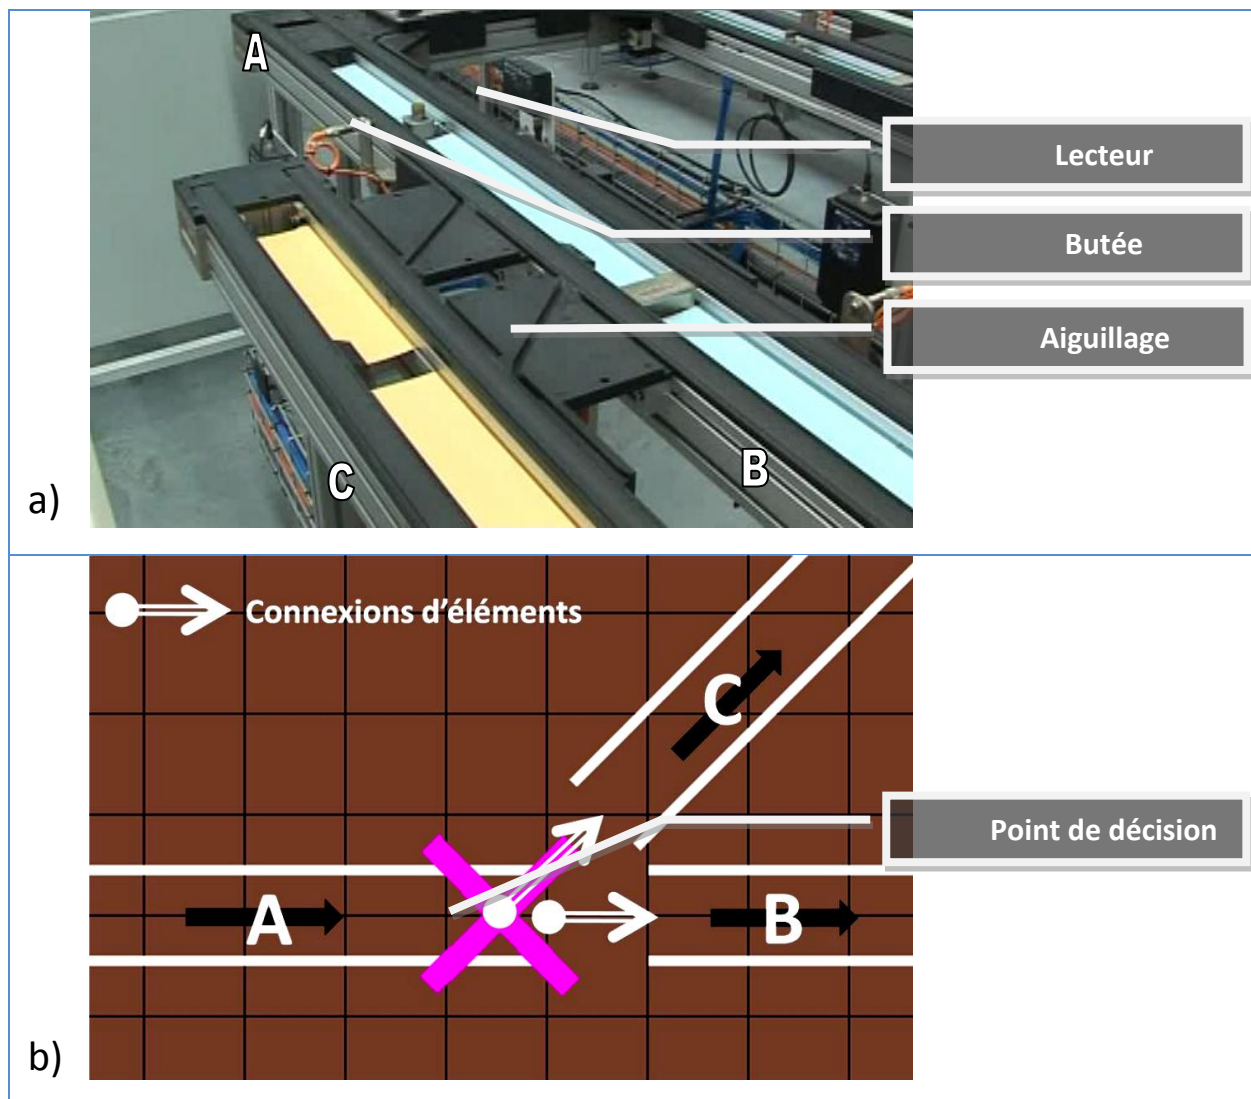 A
Lecteur
Butée
Aiguillage
B
C
a)
Connexions d'éléments
C
Point de décision
A
B
b)